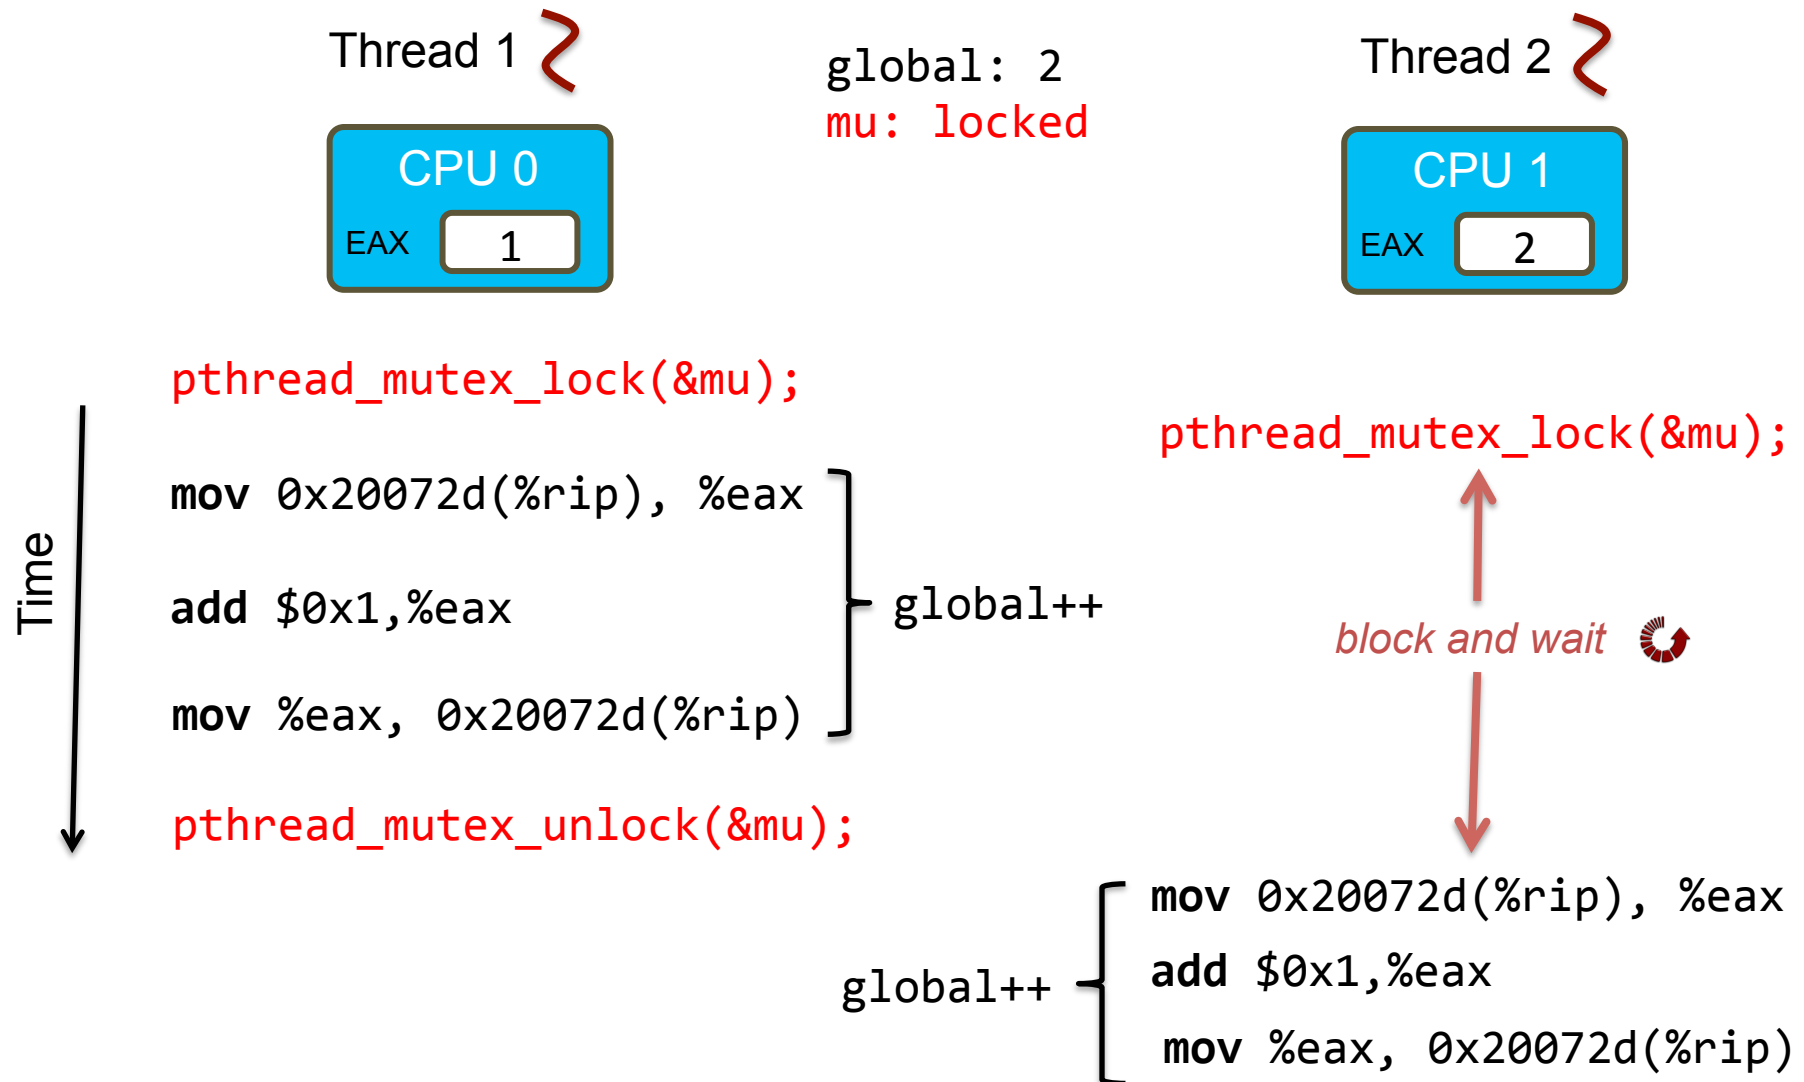 Thread 1
global: 2
mu: locked
Thread 2
CPU 0
EAX 1
CPU 1
EAX 2
Time
pthread_mutex_lock(&mu);
mov 0x20072d(%rip), %eax
add $0x1,%eax
mov %eax, 0x20072d(%rip)
global++
pthread_mutex_unlock(&mu);
pthread_mutex_lock(&mu);
block and wait
global++
mov 0x20072d(%rip), %eax
add $0x1,%eax
mov %eax, 0x20072d(%rip)